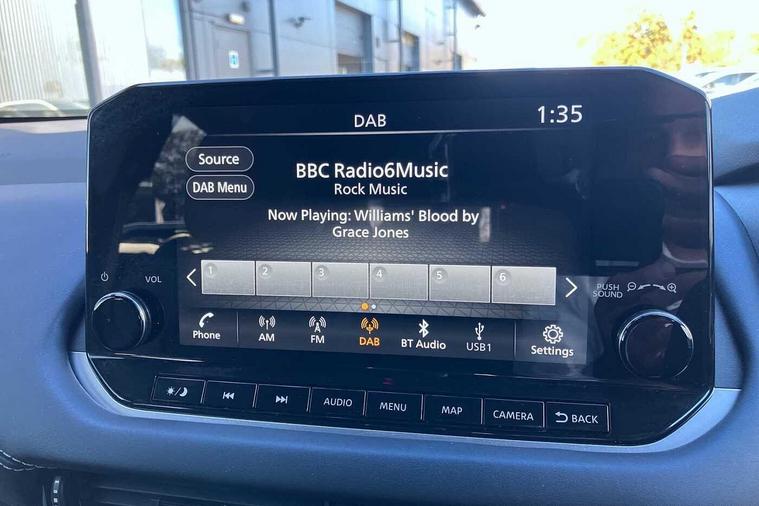 DAB
1:35
Source
BBC Radio6Music
Rock Music
DAB Menu
Now Playing: Williams' Blood by
Grace Jones
1 2 3 4 5 6
VOL
PUSH
SOUND
Phone
AM
FM
DAB
BT Audio
USB1
Settings
AUDIO
MENU
MAP
CAMERA
BACK